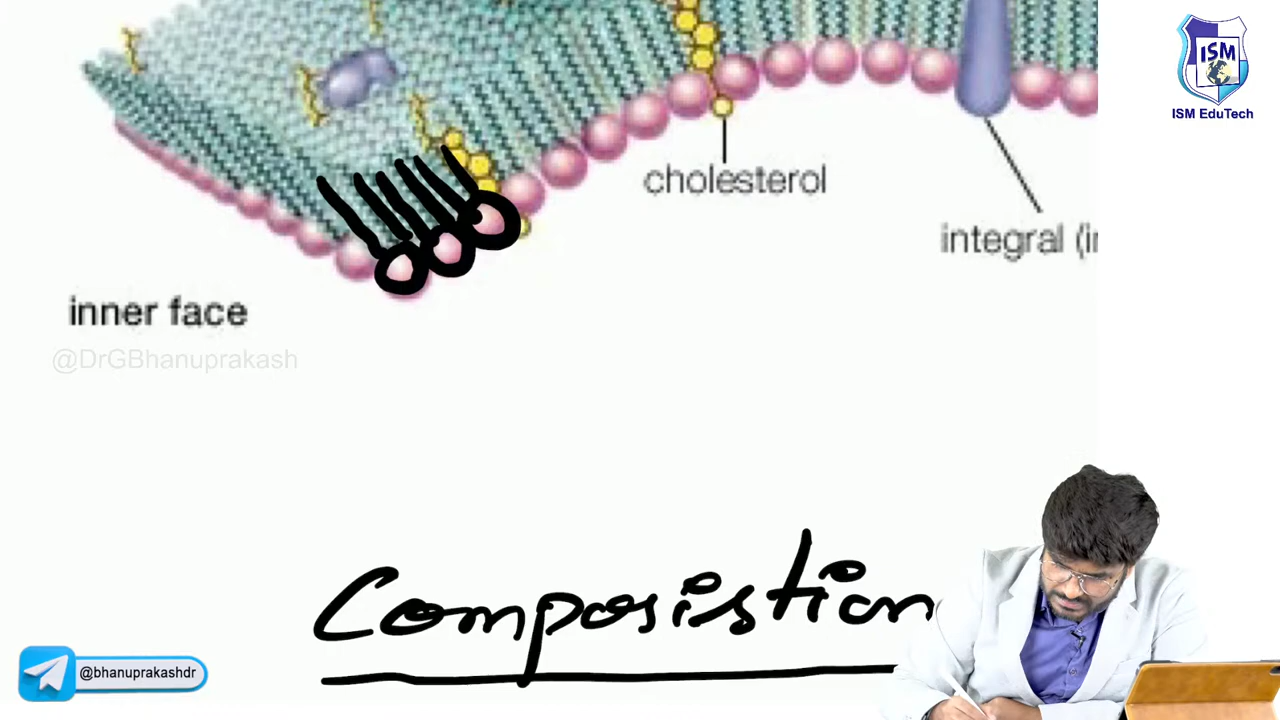 ISM
ISM EduTech
cholesterol
integral (i
inner face
@DrGBhanuprakash
Composistion
@bhanuprakashdr